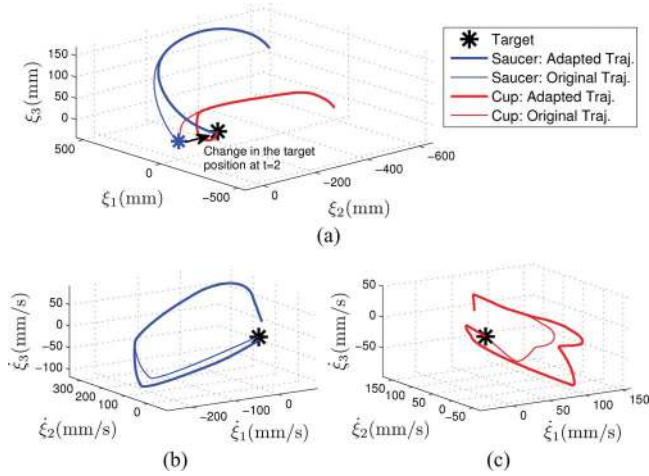 150
100
50
0
ξ3(mm)
500
0
−500
ξ1(mm)
0
−200
−400
−600
ξ2(mm)
Change in the target
position at t=2
Target
Saucer: Adapted Traj.
Saucer: Original Traj.
Cup: Adapted Traj.
Cup: Original Traj.
(a)
50
0
−50
−100
ξ̇3(mm/s)
300
200
100
0
ξ̇2(mm/s)
−200
−100
0
ξ̇1(mm/s)
(b)
50
0
−50
ξ̇3(mm/s)
150
100
50
0
−50
ξ̇2(mm/s)
0
50
100
150
ξ̇1(mm/s)
(c)